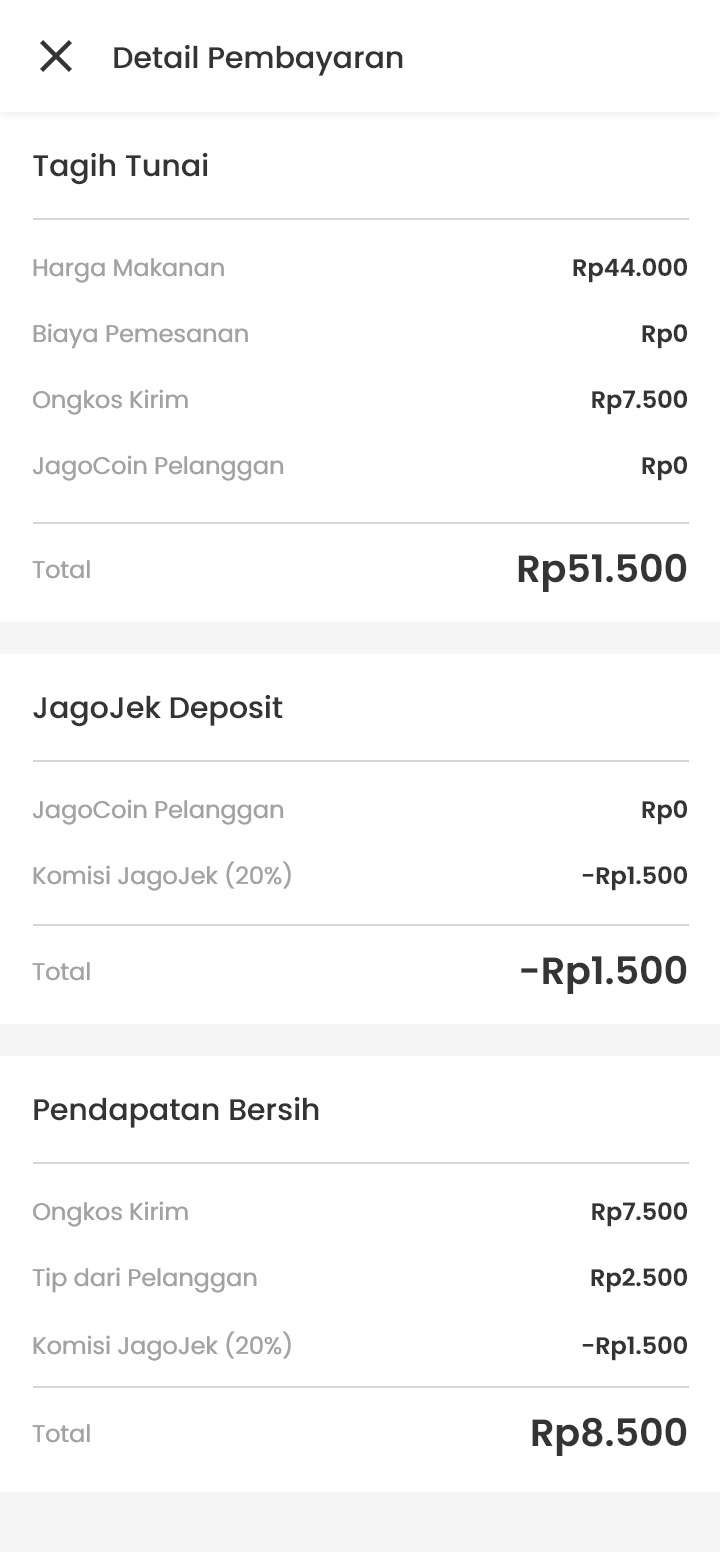 Detail Pembayaran
Tagih Tunai
Harga Makanan Rp44.000
Biaya Pemesanan Rp0
Ongkos Kirim Rp7.500
JagoCoin Pelanggan Rp0
Total Rp51.500
JagoJek Deposit
JagoCoin Pelanggan Rp0
Komisi JagoJek (20%) -Rp1.500
Total -Rp1.500
Pendapatan Bersih
Ongkos Kirim Rp7.500
Tip dari Pelanggan Rp2.500
Komisi JagoJek (20%) -Rp1.500
Total Rp8.500